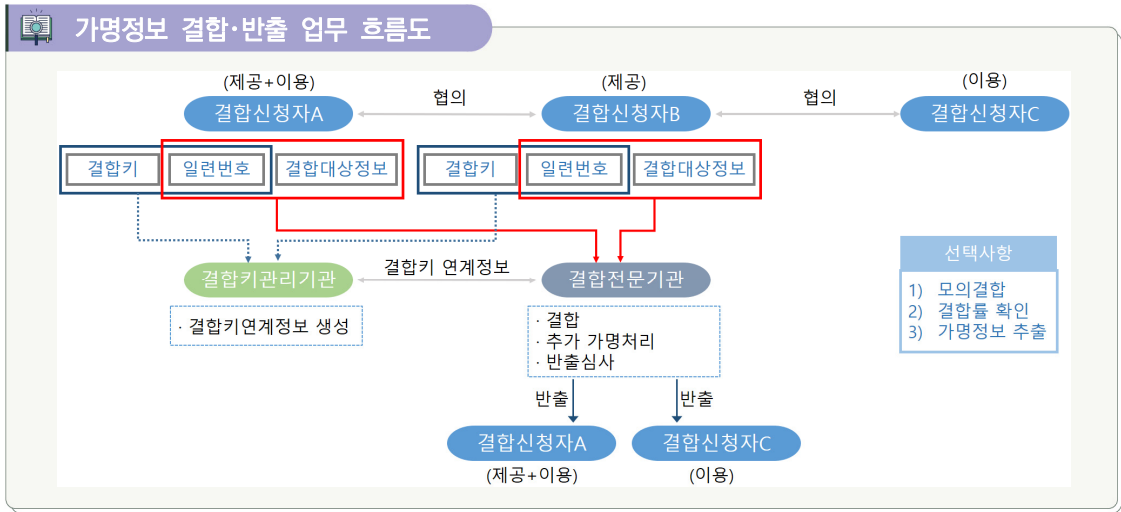 가명정보 결합·반출 업무 흐름도
(제공+이용) (제공) (이용)
결합신청자A 협의 결합신청자B 협의 결합신청자C
결합키 일련번호 결합대상정보 결합키 일련번호 결합대상정보
결합키관리기관 결합키 연계정보 결합전문기관
· 결합키연계정보 생성
· 결합
· 추가 가명처리
· 반출심사
선택사항
1) 모의결합
2) 결합률 확인
3) 가명정보 추출
반출 반출
결합신청자A 결합신청자C
(제공+이용) (이용)